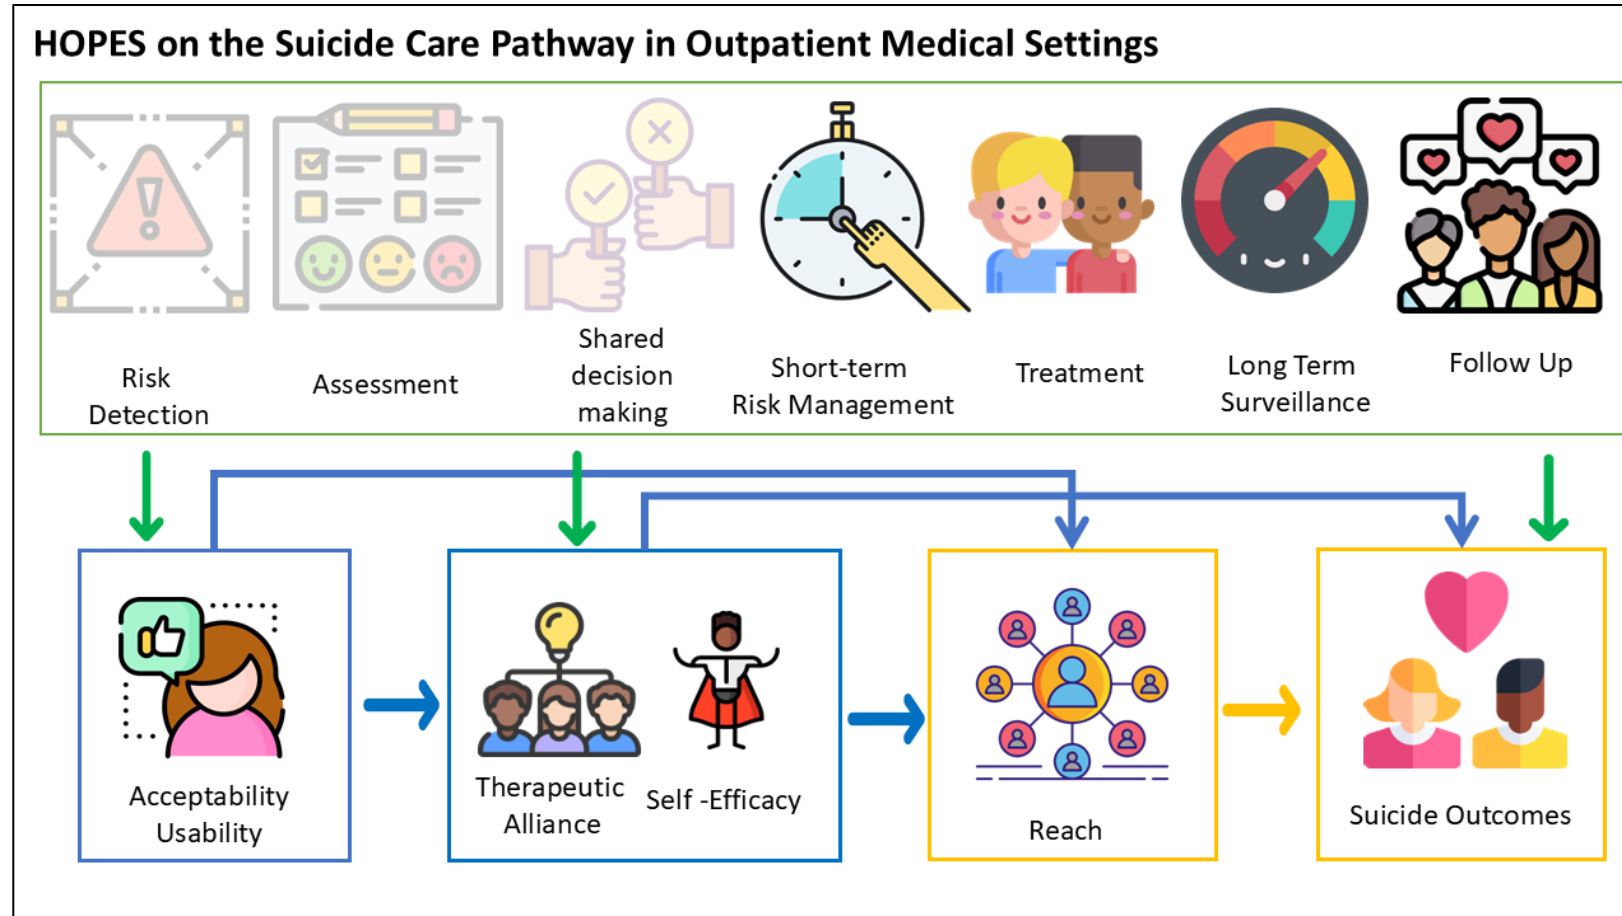 HOPES on the Suicide Care Pathway in Outpatient Medical Settings
Risk
Detection
Assessment
Shared
decision
making
Short-term
Risk Management
Treatment
Long Term
Surveillance
Follow Up
Acceptability
Usability
Therapeutic
Alliance
Self -Efficacy
Reach
Suicide Outcomes